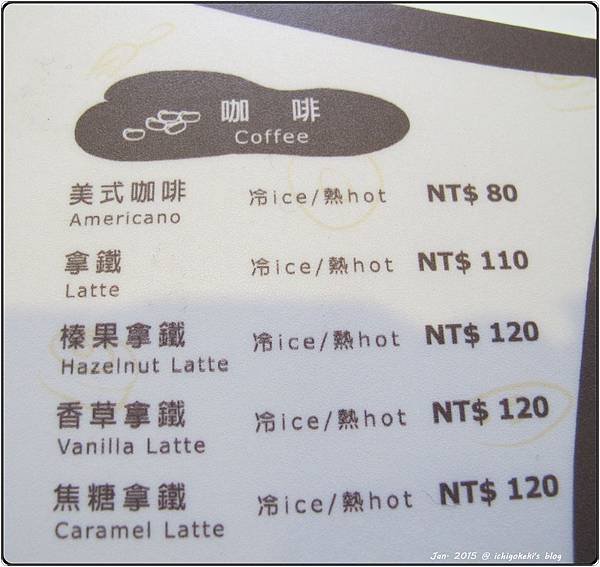 咖 啡
Coffee
美式咖啡 冷ice/熱hot NT$ 80
Americano
拿鐵 冷ice/熱hot NT$ 110
Latte
榛果拿鐵 冷ice/熱hot NT$ 120
Hazelnut Latte
香草拿鐵 冷ice/熱hot NT$ 120
Vanilla Latte
焦糖拿鐵 冷ice/熱hot NT$ 120
Caramel Latte
Jan. 2015 @ ichigokeki's blog